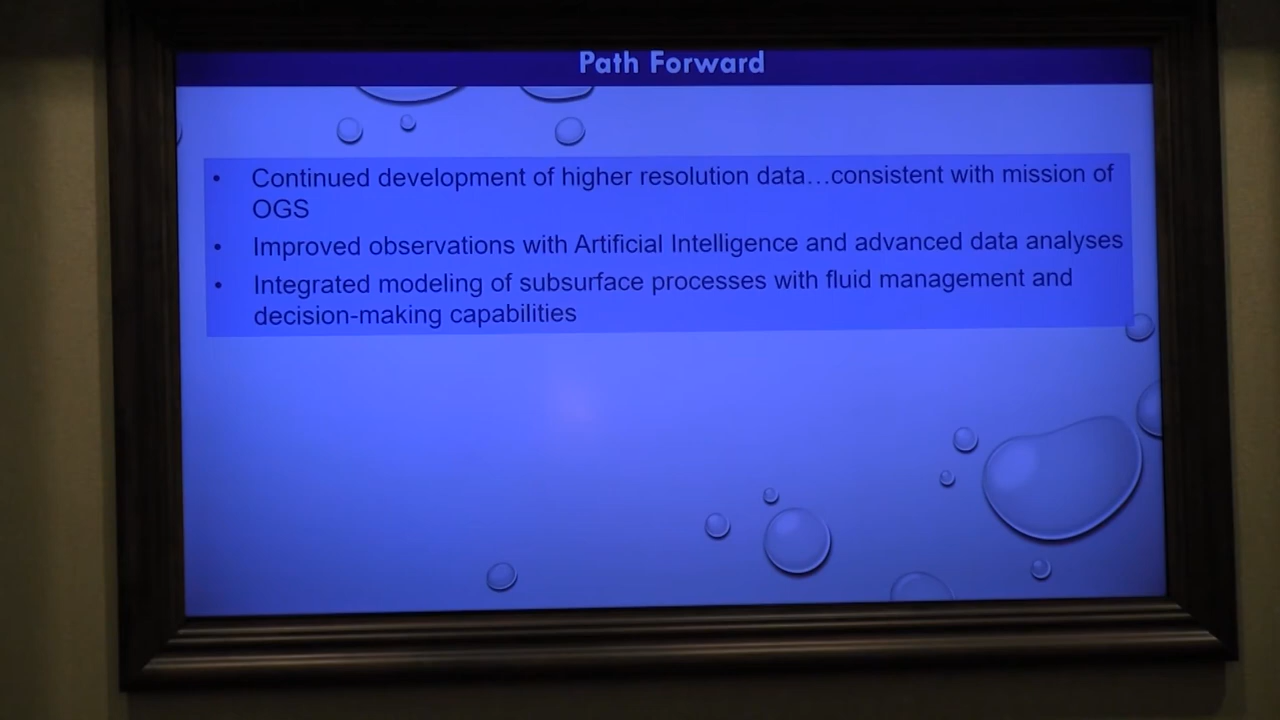 Path Forward
• Continued development of higher resolution data…consistent with mission of
OGS
• Improved observations with Artificial Intelligence and advanced data analyses
• Integrated modeling of subsurface processes with fluid management and
decision-making capabilities